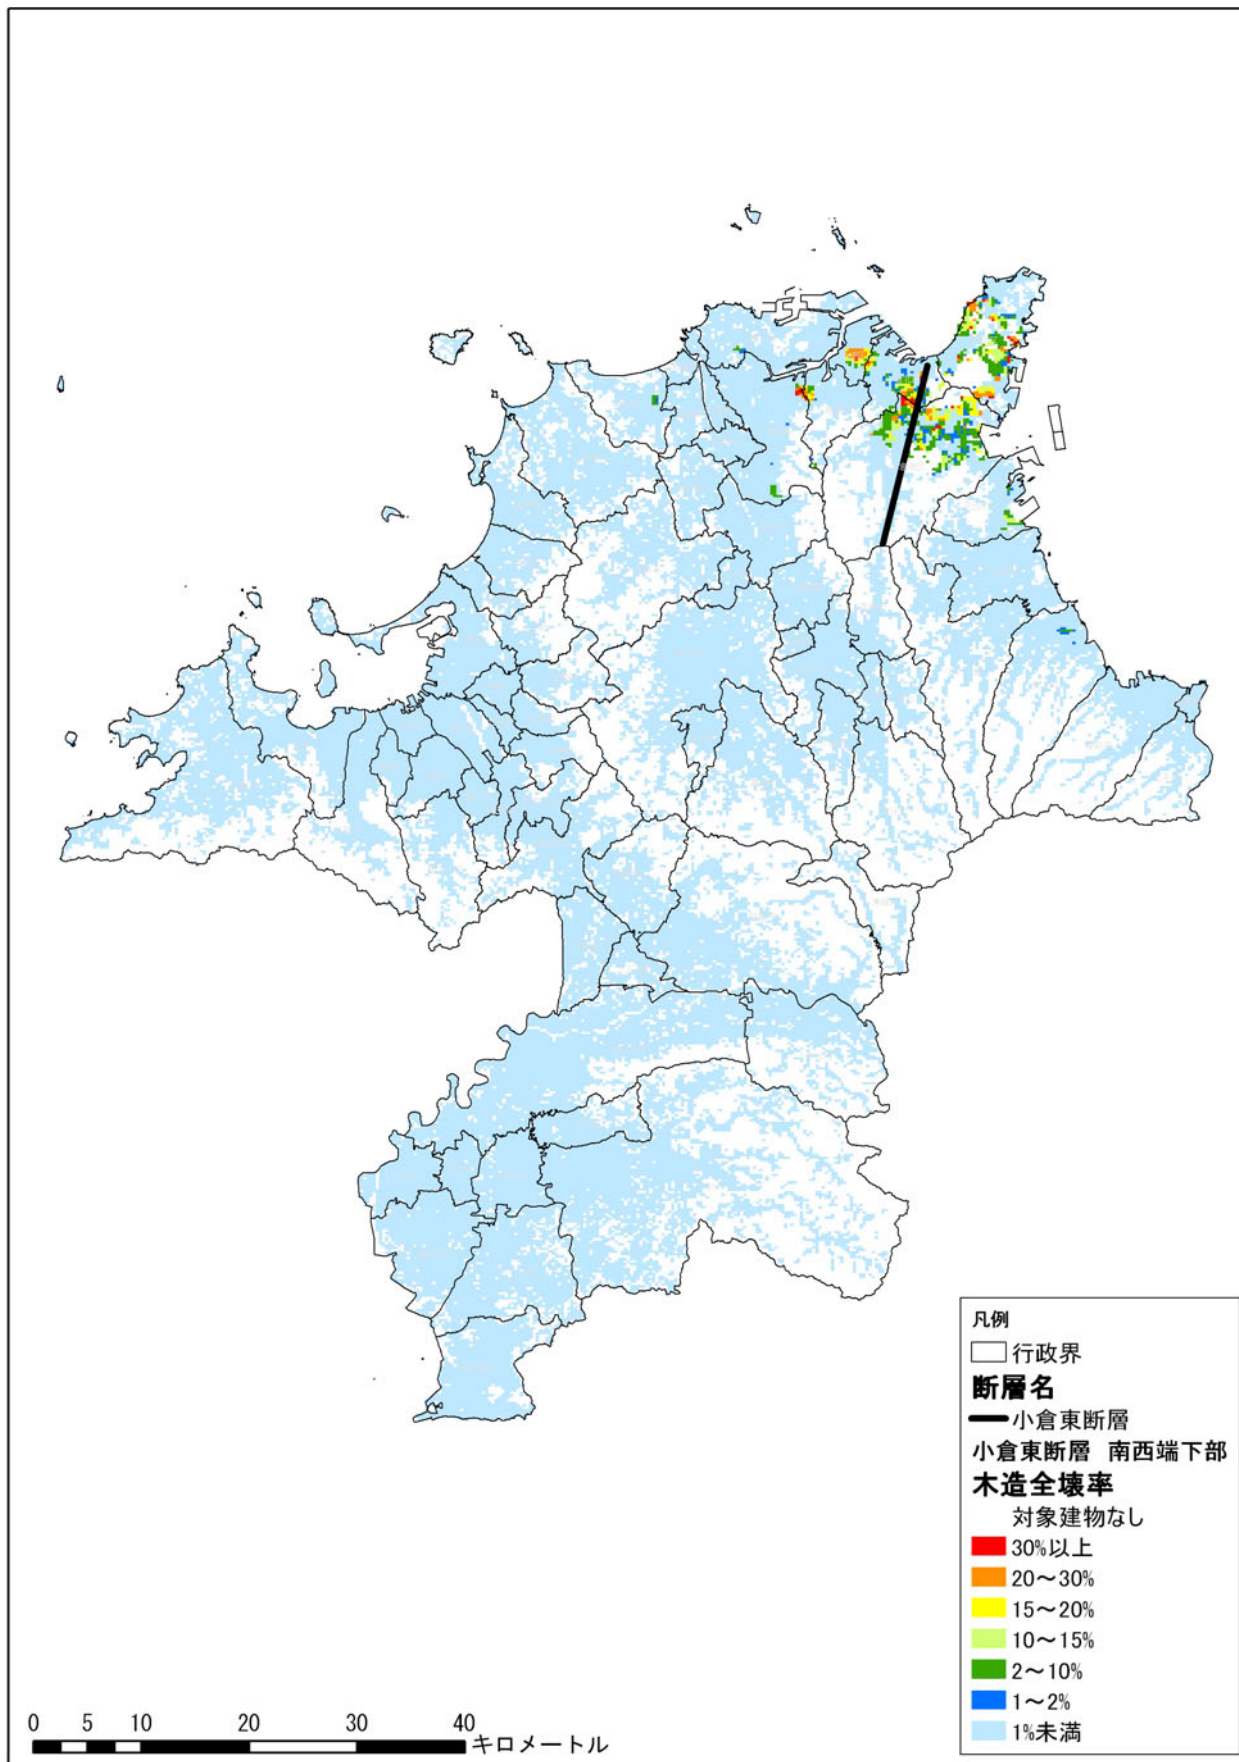 凡例
行政界
断層名
小倉東断層
小倉東断層 南西端下部
木造全壊率
対象建物なし
30%以上
20～30%
15～20%
10～15%
2～10%
1～2%
1%未満
0 5 10 20 30 40
キロメートル